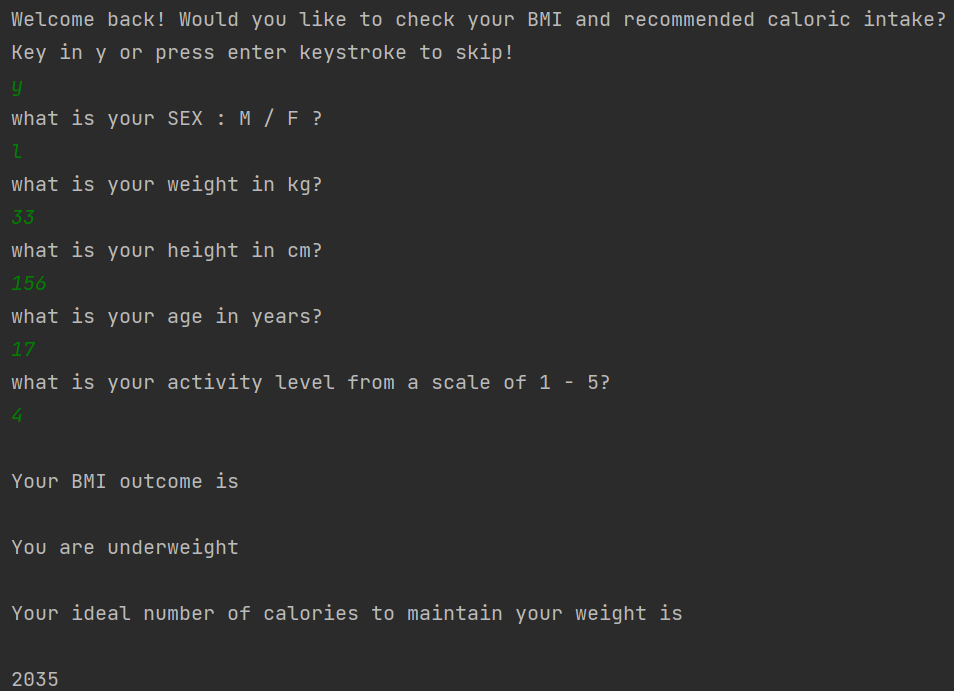 Welcome back! Would you like to check your BMI and recommended caloric intake?
Key in y or press enter keystroke to skip!
y
what is your SEX : M / F ?
l
what is your weight in kg?
33
what is your height in cm?
156
what is your age in years?
17
what is your activity level from a scale of 1 - 5?
4
Your BMI outcome is
You are underweight
Your ideal number of calories to maintain your weight is
2035